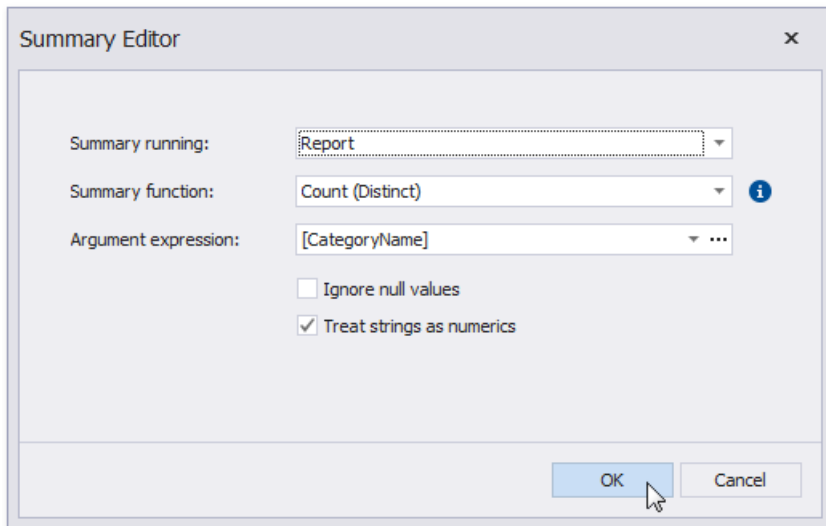 Summary Editor
Summary running: Report
Summary function: Count (Distinct)
Argument expression: [CategoryName]
Ignore null values
Treat strings as numerics
OK Cancel